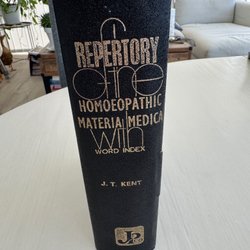 A
REPERTORY
of the
HOMOEOPATHIC
MATERIA MEDICA
with
WORD INDEX
J. T. KENT